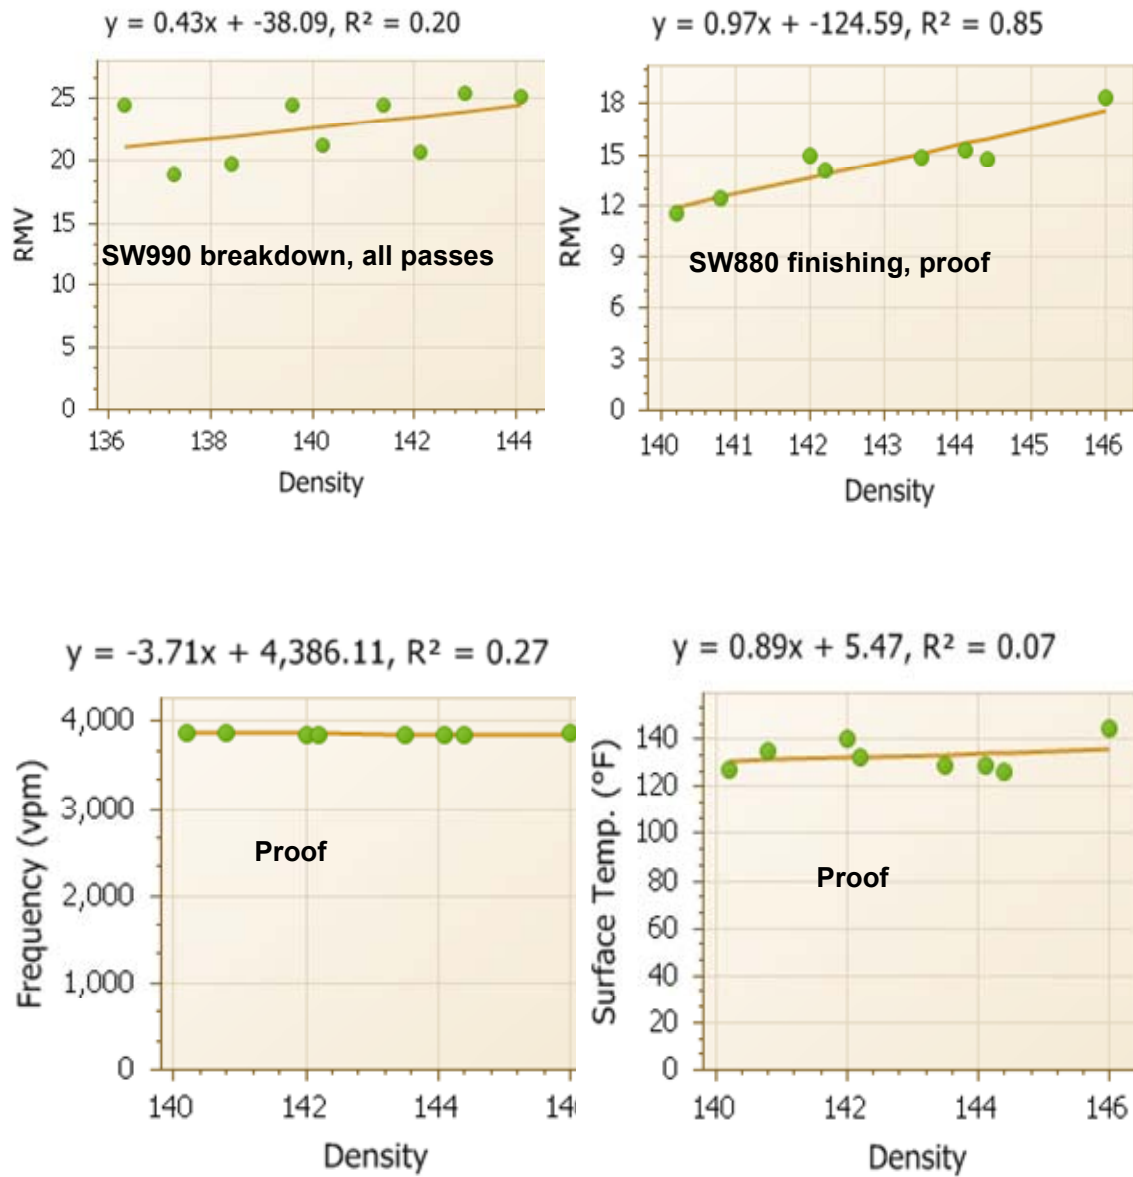 y = 0.43x + -38.09, R² = 0.20
25
20
15
10
5
0
RMV
SW990 breakdown, all passes
136
138
140
142
144
Density
y = 0.97x + -124.59, R² = 0.85
18
15
12
9
6
3
0
RMV
SW880 finishing, proof
140
141
142
143
144
145
146
Density
y = -3.71x + 4,386.11, R² = 0.27
4,000
3,000
2,000
1,000
0
Frequency (vpm)
Proof
140
142
144
14
Density
y = 0.89x + 5.47, R² = 0.07
140
120
100
80
60
40
20
0
Surface Temp. (°F)
Proof
140
142
144
146
Density